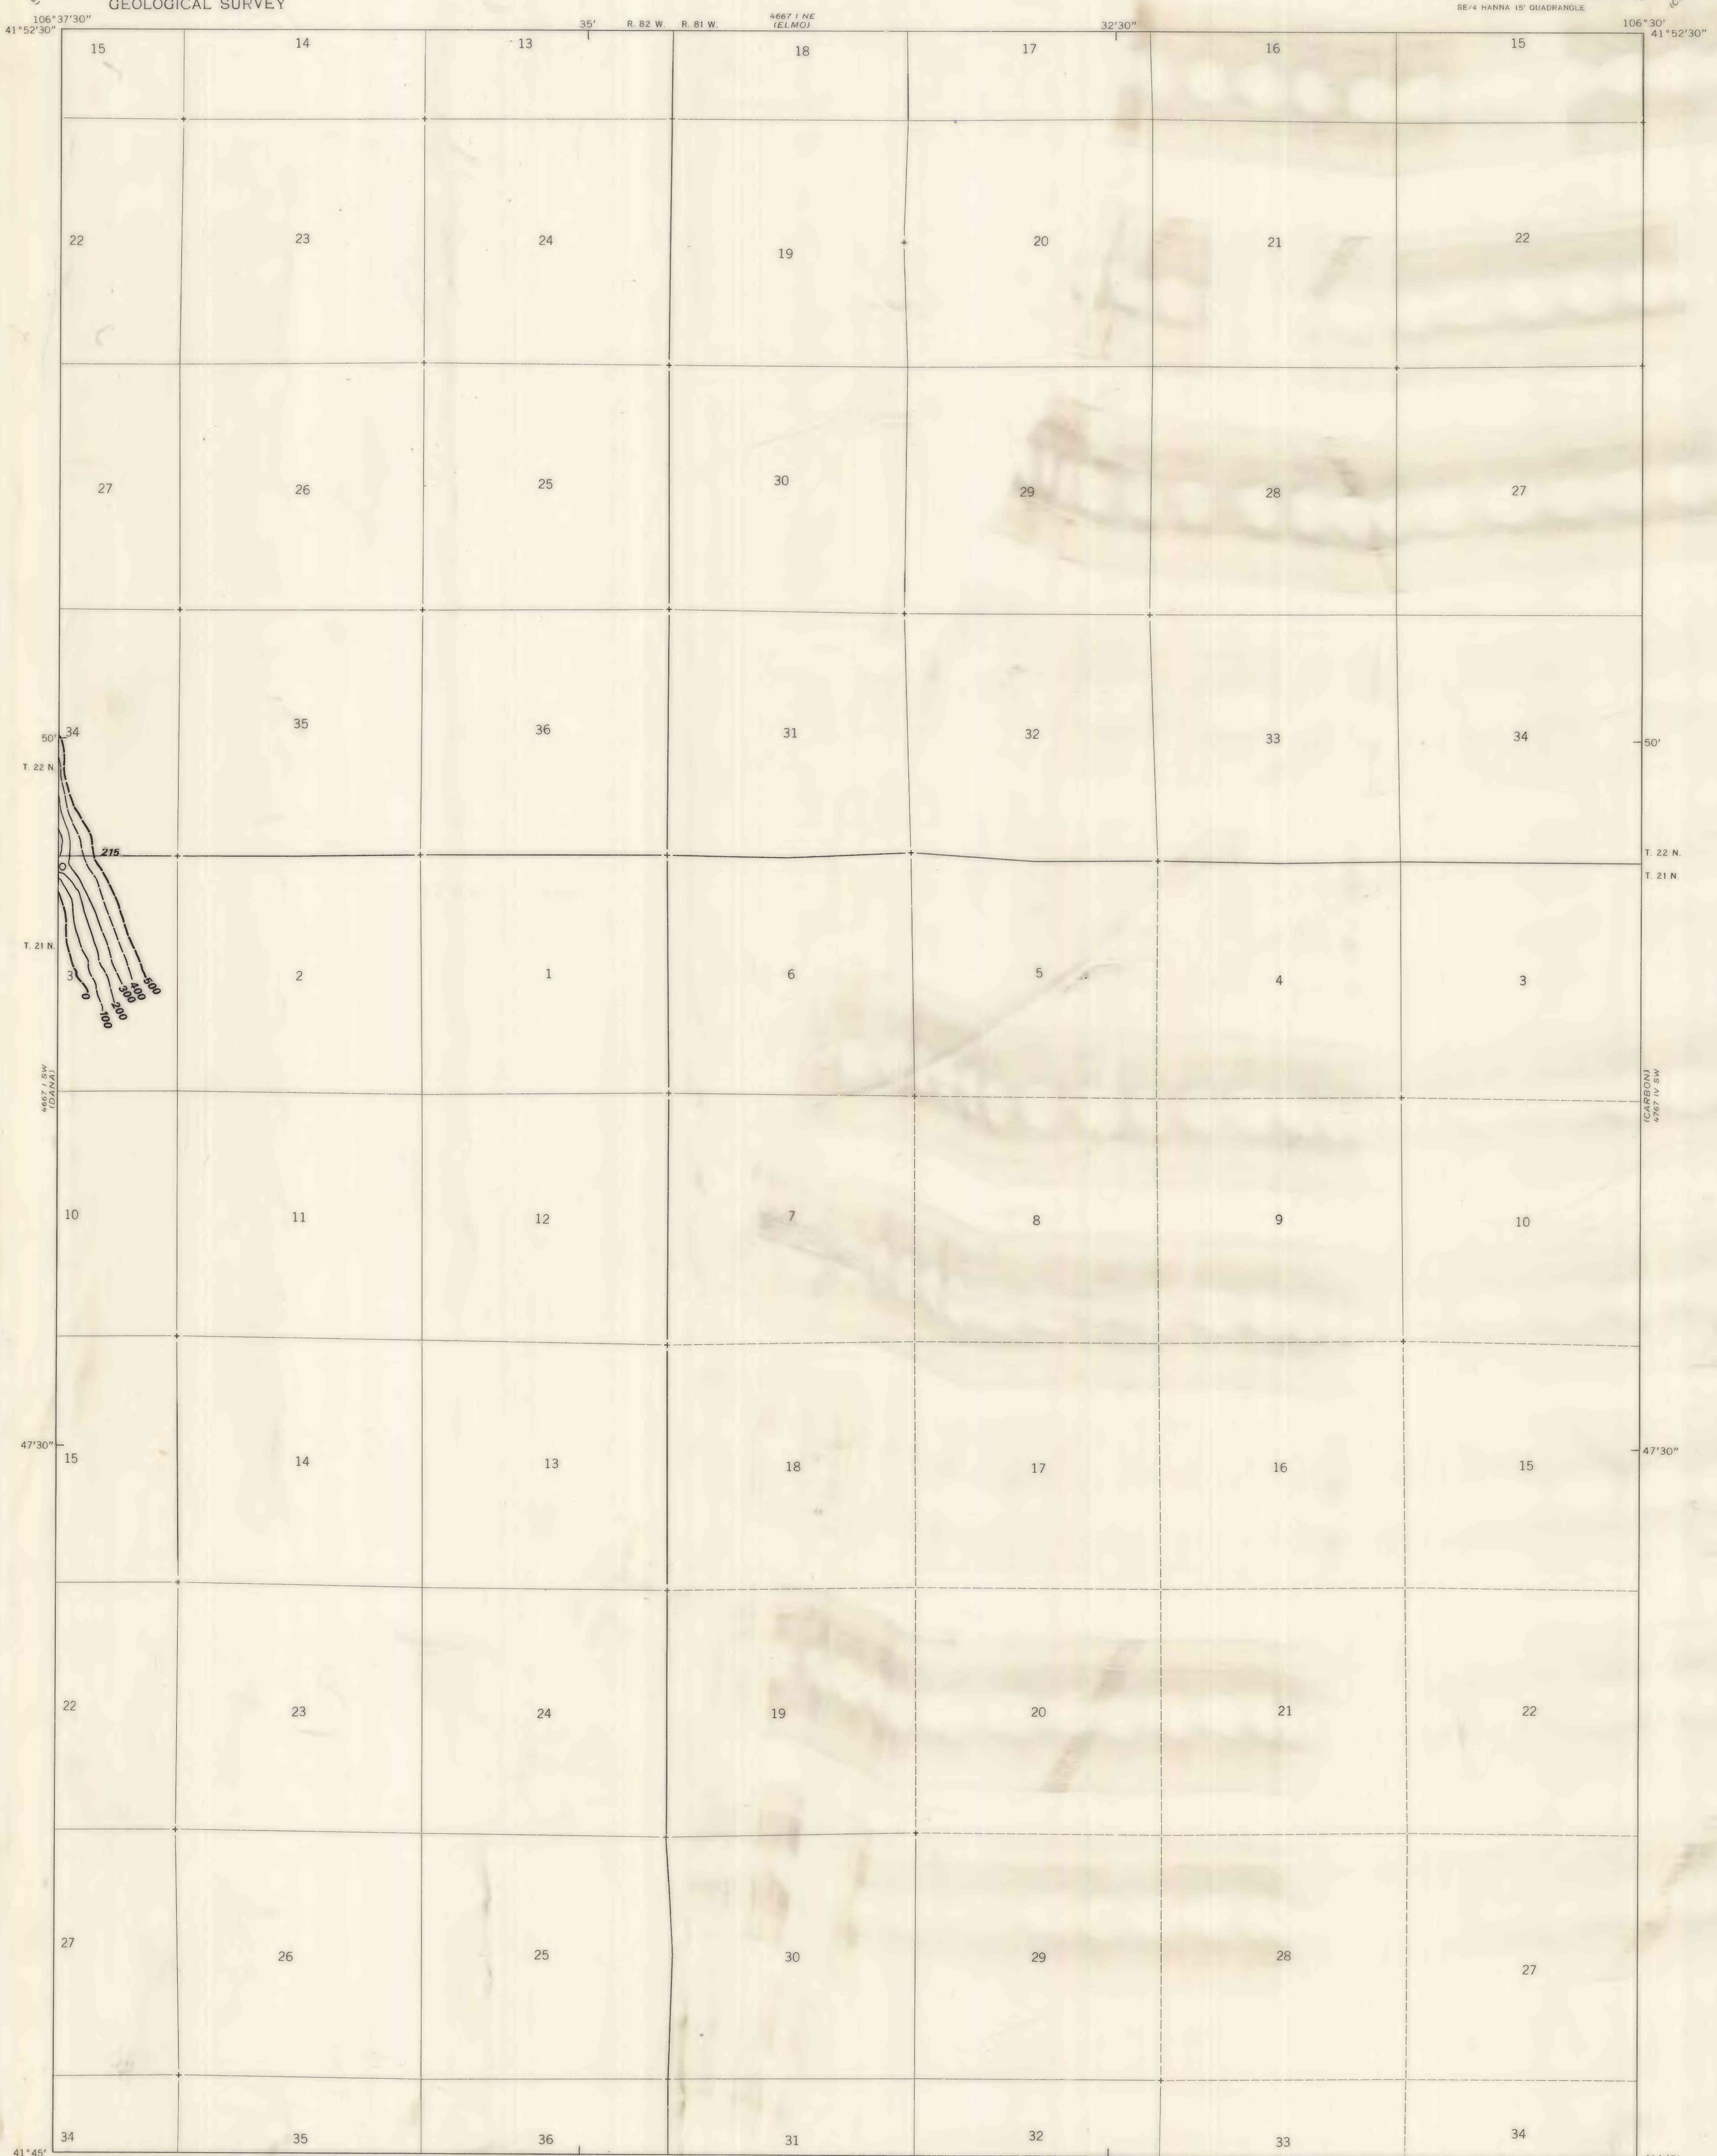 GEOLOGICAL SURVEY
SE/4 HANNA 15' QUADRANGLE
106°37'30"
35'
R. 82 W. R. 81 W.
4667 I NE
(ELMO)
32'30"
106°30'
41°52'30"
41°52'30"
15 14 13 18 17 16 15
22 23 24 19 20 21 22
27 26 25 30 29 28 27
34 35 36 31 32 33 34
50'
50'
T. 22 N.
215
T. 22 N.
T. 21 N.
T. 21 N.
3 2 1 6 5 4 3
0
100
200
300
400
500
4667 I SW
(DANA)
(CARBON)
4767 IV SW
10 11 12 7 8 9 10
47'30"
47'30"
15 14 13 18 17 16 15
22 23 24 19 20 21 22
27 26 25 30 29 28 27
34 35 36 31 32 33 34
41°45'